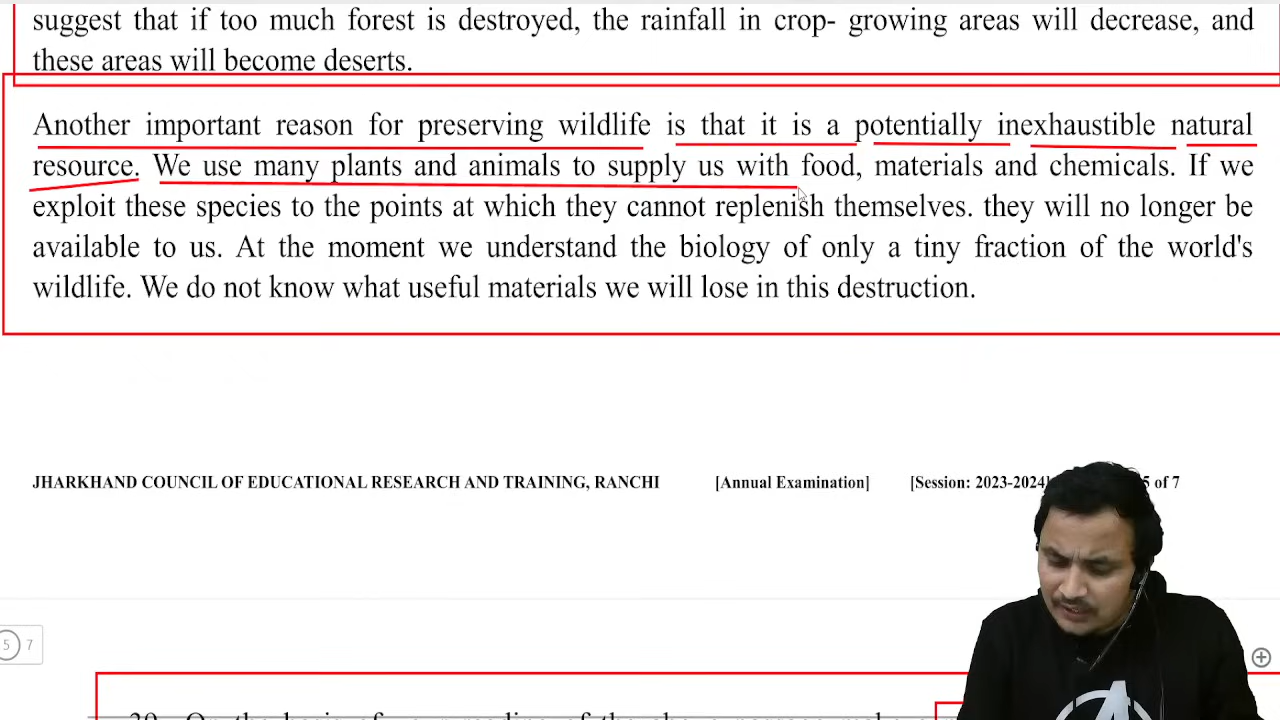 suggest that if too much forest is destroyed, the rainfall in crop- growing areas will decrease, and
these areas will become deserts.
Another important reason for preserving wildlife is that it is a potentially inexhaustible natural
resource. We use many plants and animals to supply us with food, materials and chemicals. If we
exploit these species to the points at which they cannot replenish themselves. they will no longer be
available to us. At the moment we understand the biology of only a tiny fraction of the world's
wildlife. We do not know what useful materials we will lose in this destruction.
JHARKHAND COUNCIL OF EDUCATIONAL RESEARCH AND TRAINING, RANCHI [Annual Examination] [Session: 2023-2024] 5 of 7
5 7